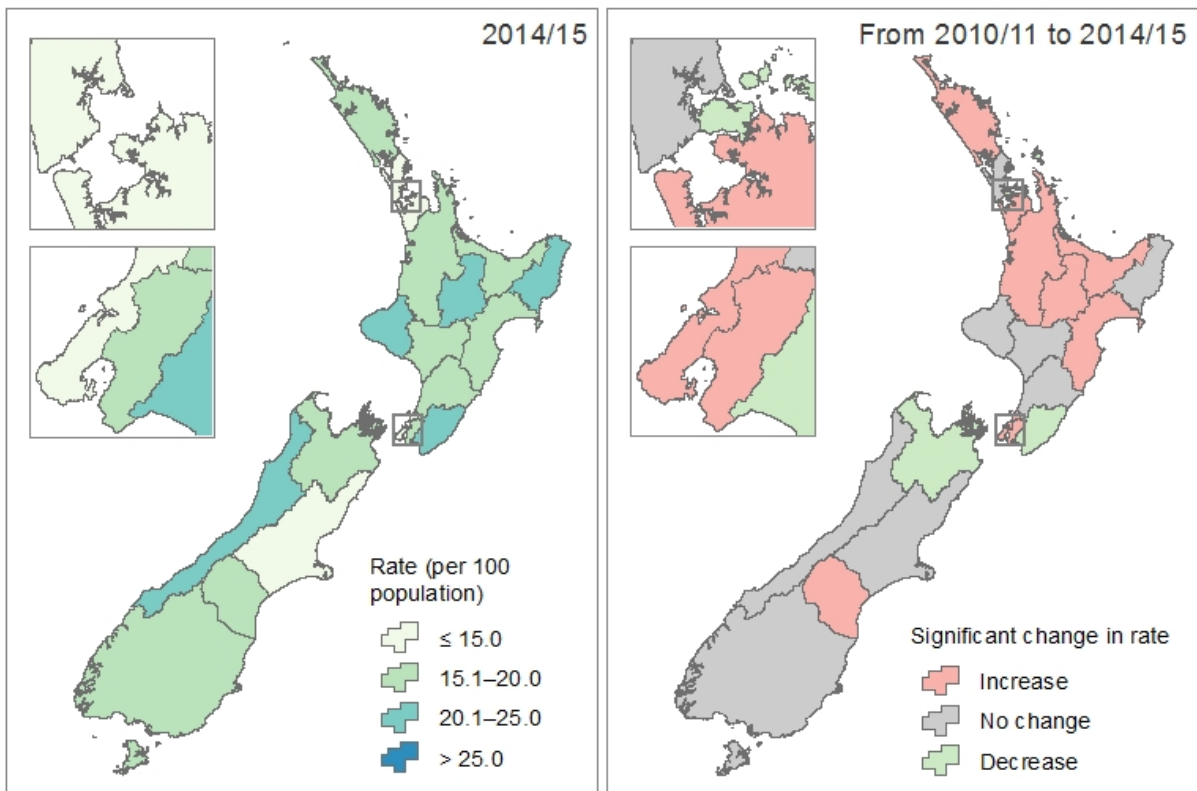 2014/15
Rate (per 100
population)
≤ 15.0
15.1–20.0
20.1–25.0
> 25.0
From 2010/11 to 2014/15
Significant change in rate
Increase
No change
Decrease